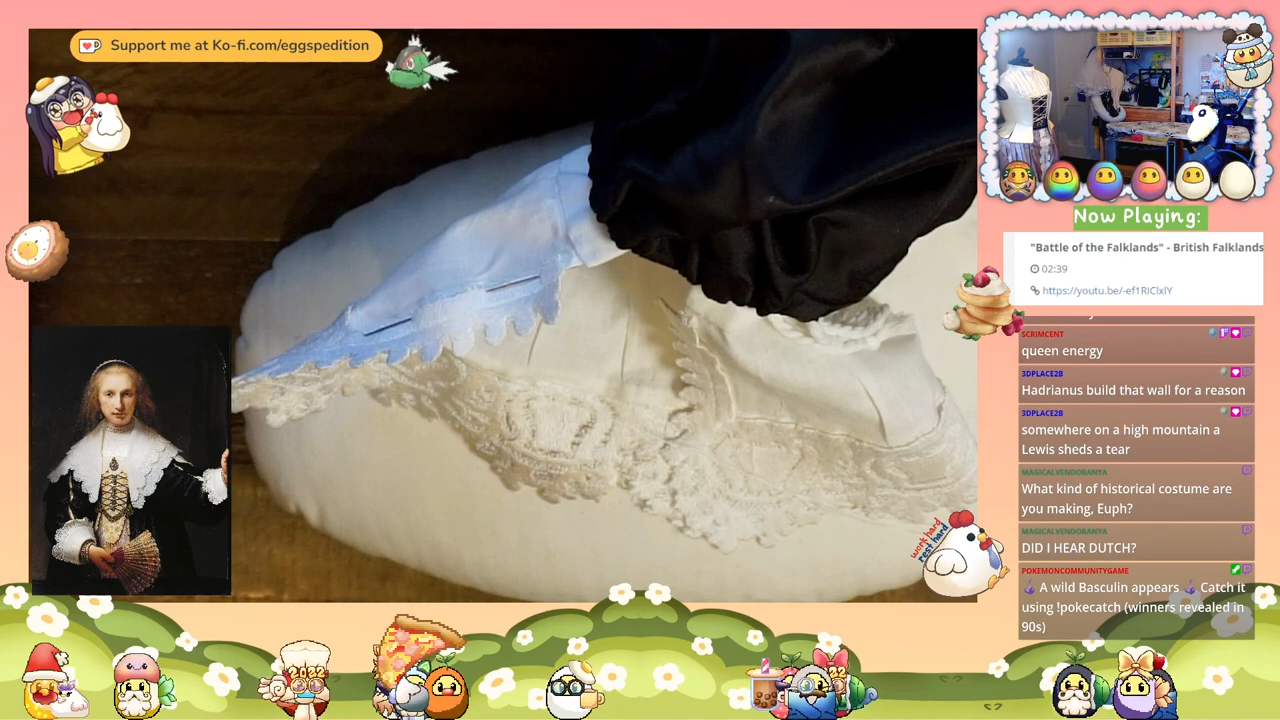 Support me at Ko-fi.com/eggspedition
Now Playing:
"Battle of the Falklands" - British Falklands
02:39
https://youtu.be/-ef1RIClxlY
SCRIMCENT
queen energy
3DPLACE2B
Hadrianus build that wall for a reason
3DPLACE2B
somewhere on a high mountain a
Lewis sheds a tear
MAGICALVENDORANYA
What kind of historical costume are
you making, Euph?
MAGICALVENDORANYA
DID I HEAR DUTCH?
POKEMONCOMMUNITYGAME
A wild Basculin appears Catch it
using !pokecatch (winners revealed in
90s)
work hard
rest hard
2022
22